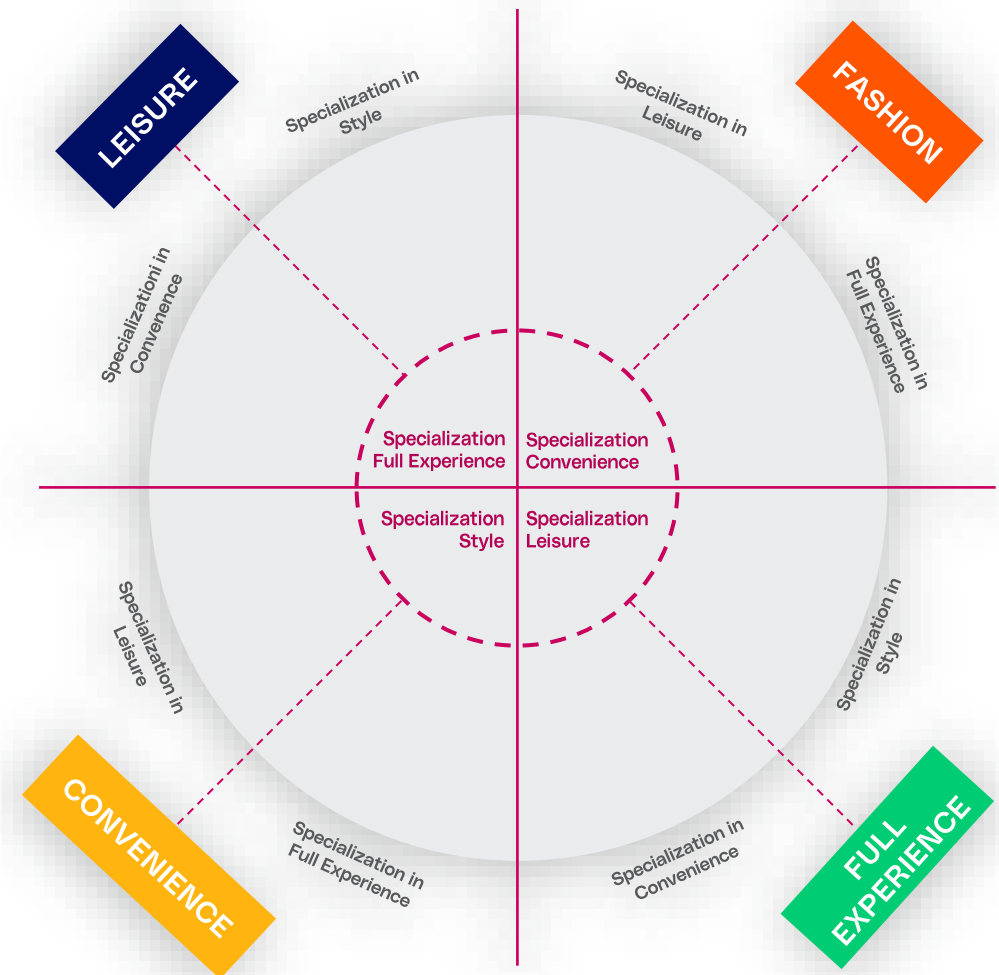 LEISURE
Specialization in
Style
Specialization in
Leisure
FASHION
Specializationi in
Convenence
Specialization in
Full Experience
Specialization
Full Experience
Specialization
Convenience
Specialization
Style
Specialization
Leisure
Specialization in
Leisure
Specialization in
Style
CONVENIENCE
Specialization in
Full Experience
Specialization in
Convenience
FULL
EXPERIENCE